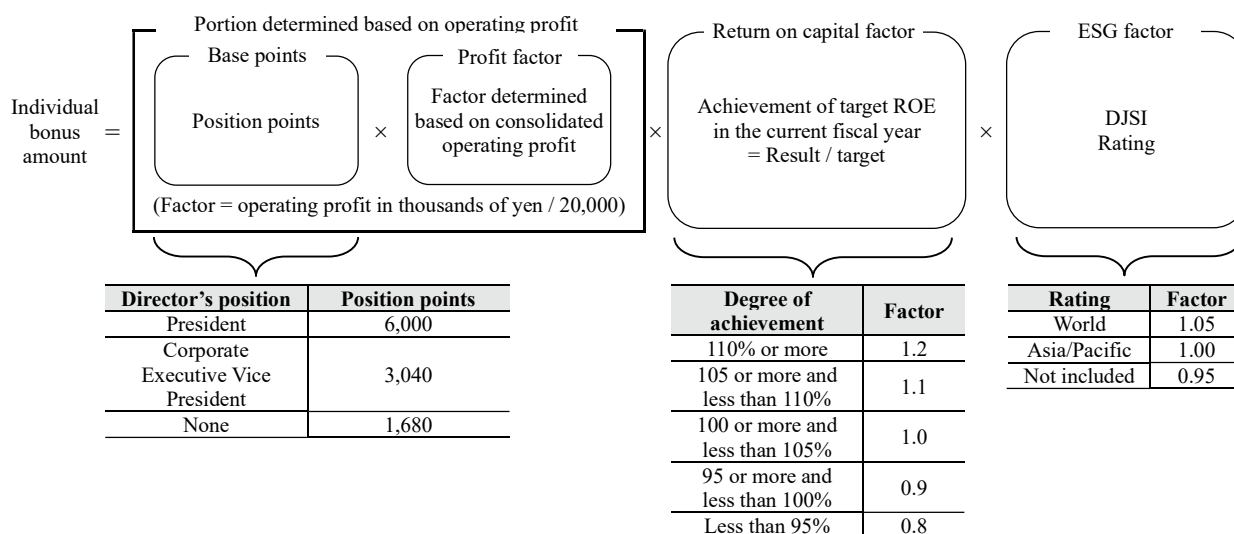 Portion determined based on operating profit
Base points
Profit factor
Return on capital factor
ESG factor
Individual
bonus
amount
=
Position points
×
Factor determined
based on consolidated
operating profit
×
Achievement of target ROE
in the current fiscal year
= Result / target
×
DJSI
Rating
(Factor = operating profit in thousands of yen / 20,000)
Director’s position Position points
President 6,000
Corporate
Executive Vice
President
3,040
None 1,680
Degree of
achievement
Factor
110% or more 1.2
105 or more and
less than 110%
1.1
100 or more and
less than 105%
1.0
95 or more and
less than 100%
0.9
Less than 95% 0.8
Rating Factor
World 1.05
Asia/Pacific 1.00
Not included 0.95